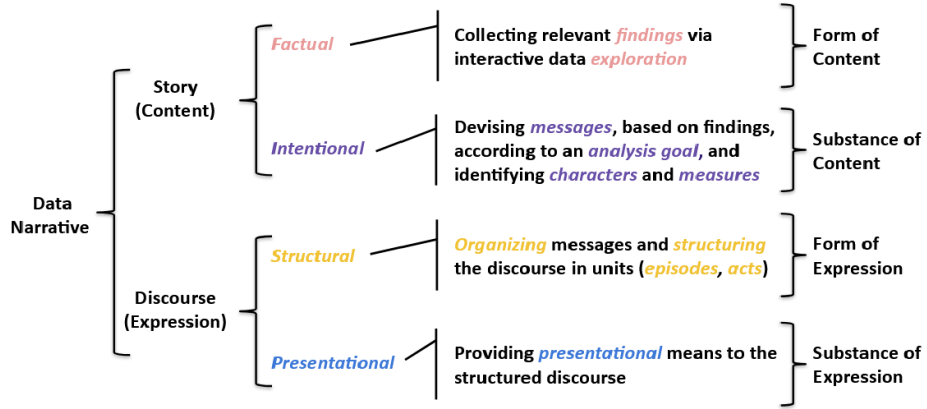 Data
Narrative
Story
(Content)
Factual
Collecting relevant findings via
interactive data exploration
Form of
Content
Intentional
Devising messages, based on findings,
according to an analysis goal, and
identifying characters and measures
Substance of
Content
Discourse
(Expression)
Structural
Organizing messages and structuring
the discourse in units (episodes, acts)
Form of
Expression
Presentational
Providing presentational means to the
structured discourse
Substance of
Expression